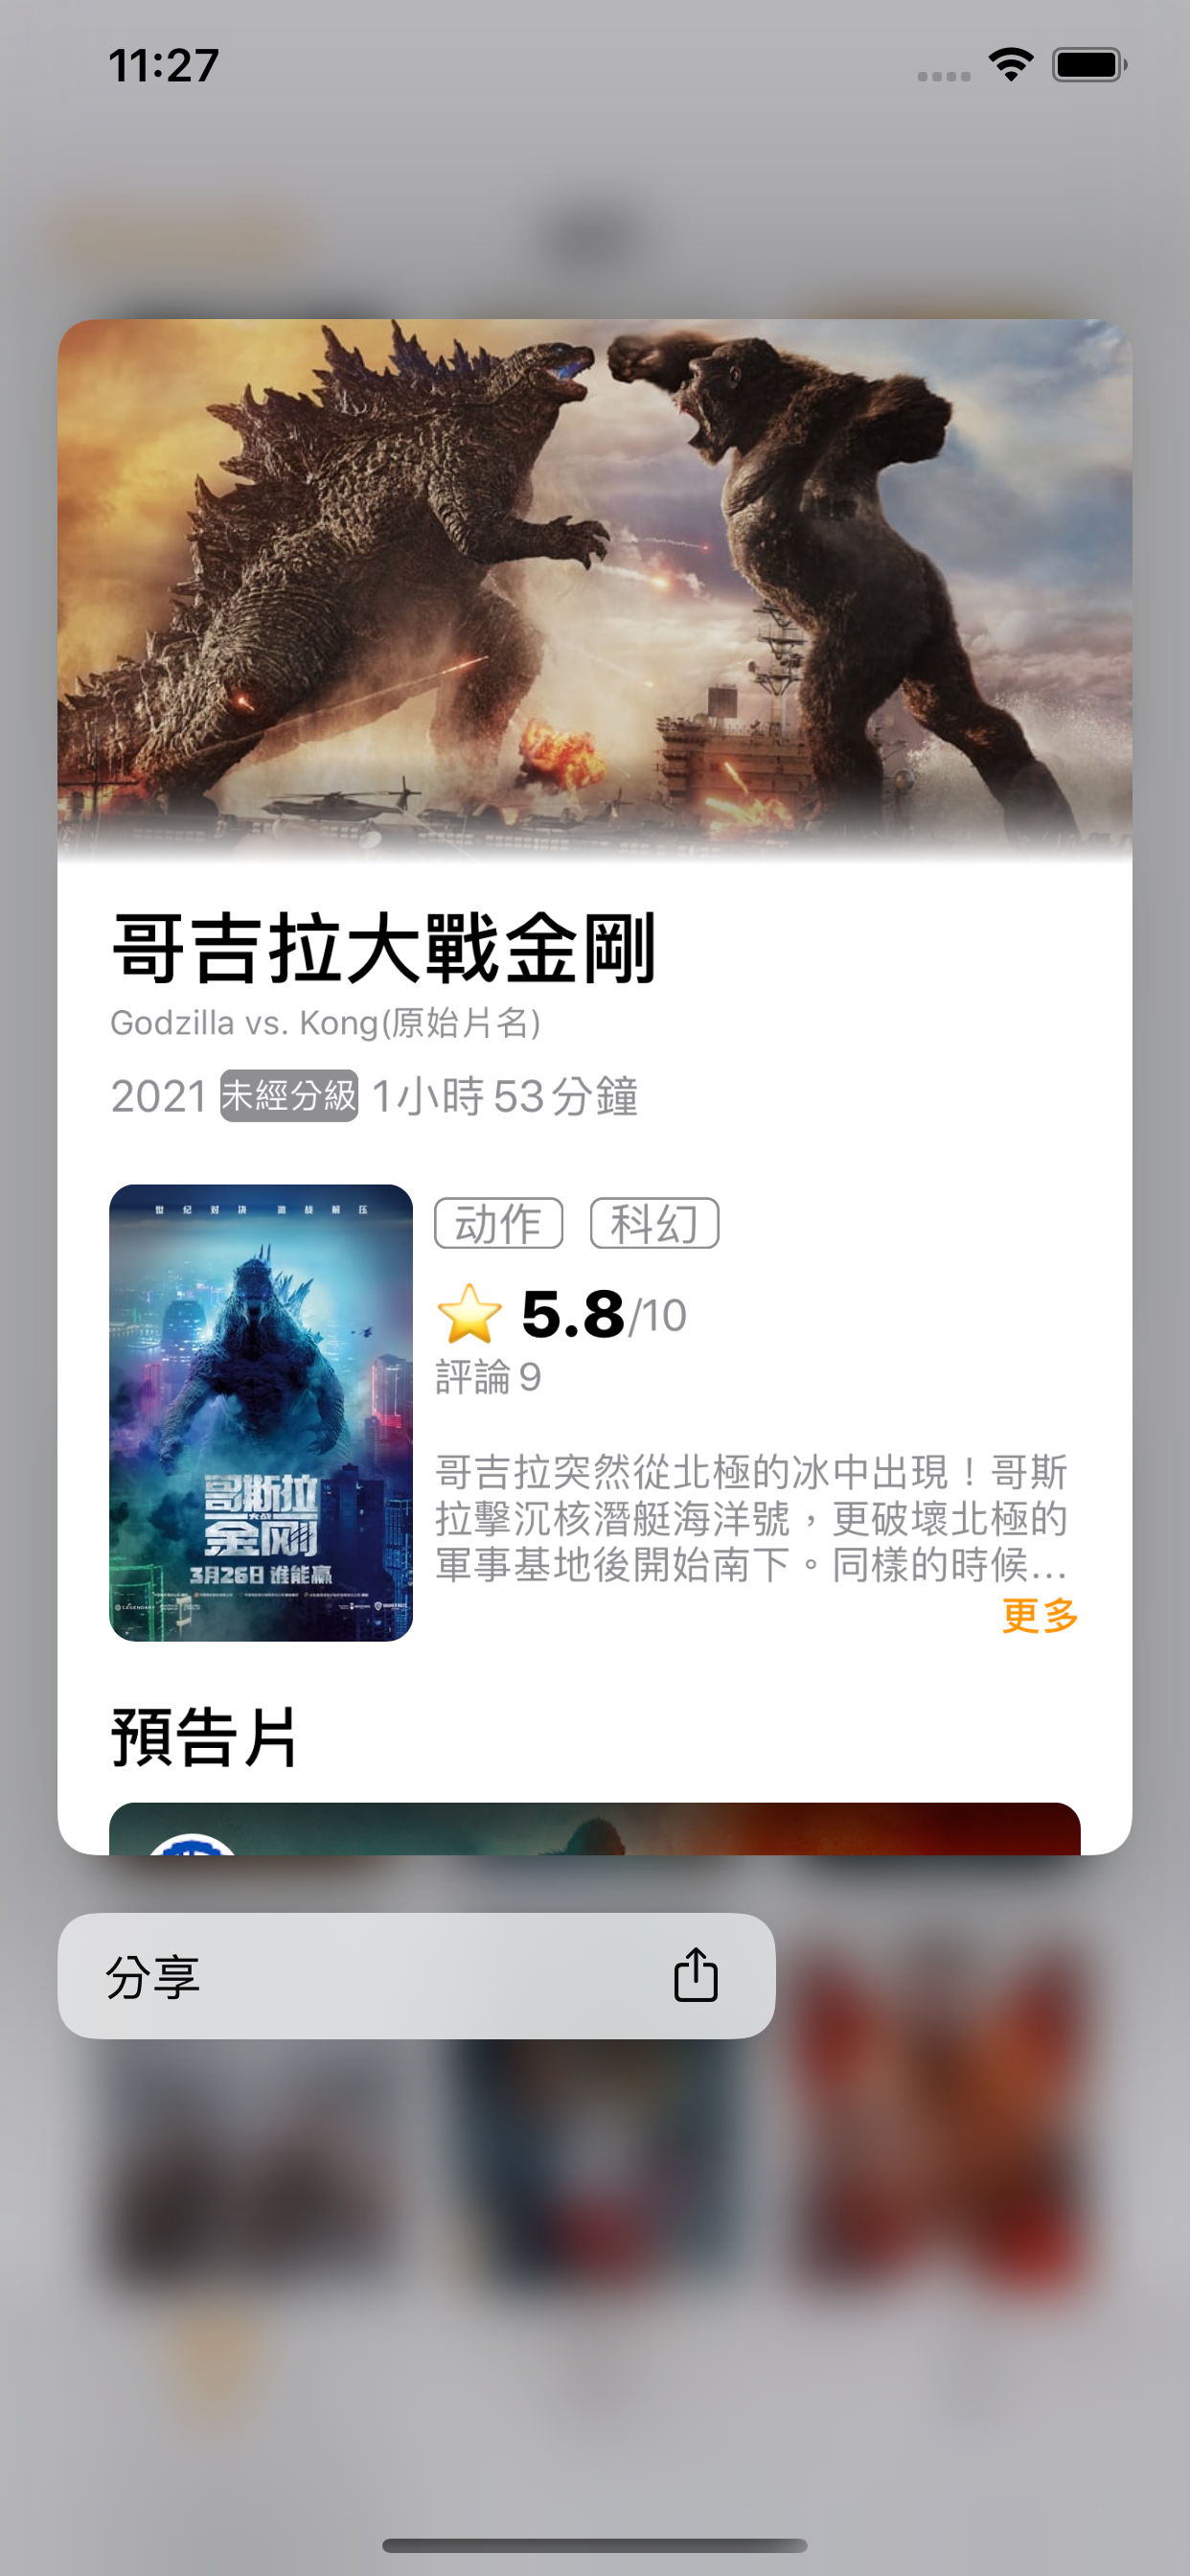 11:27
哥吉拉大戰金剛
Godzilla vs. Kong(原始片名)
2021 未經分級 1小時53分鐘
世纪对决 激战解压
哥斯拉
大战
金刚
3月26日 谁能赢
LEGENDARY
动作 科幻
⭐ 5.8/10
評論 9
哥吉拉突然從北極的冰中出現！哥斯
拉擊沉核潛艇海洋號，更破壞北極的
軍事基地後開始南下。同樣的時候...
更多
預告片
分享